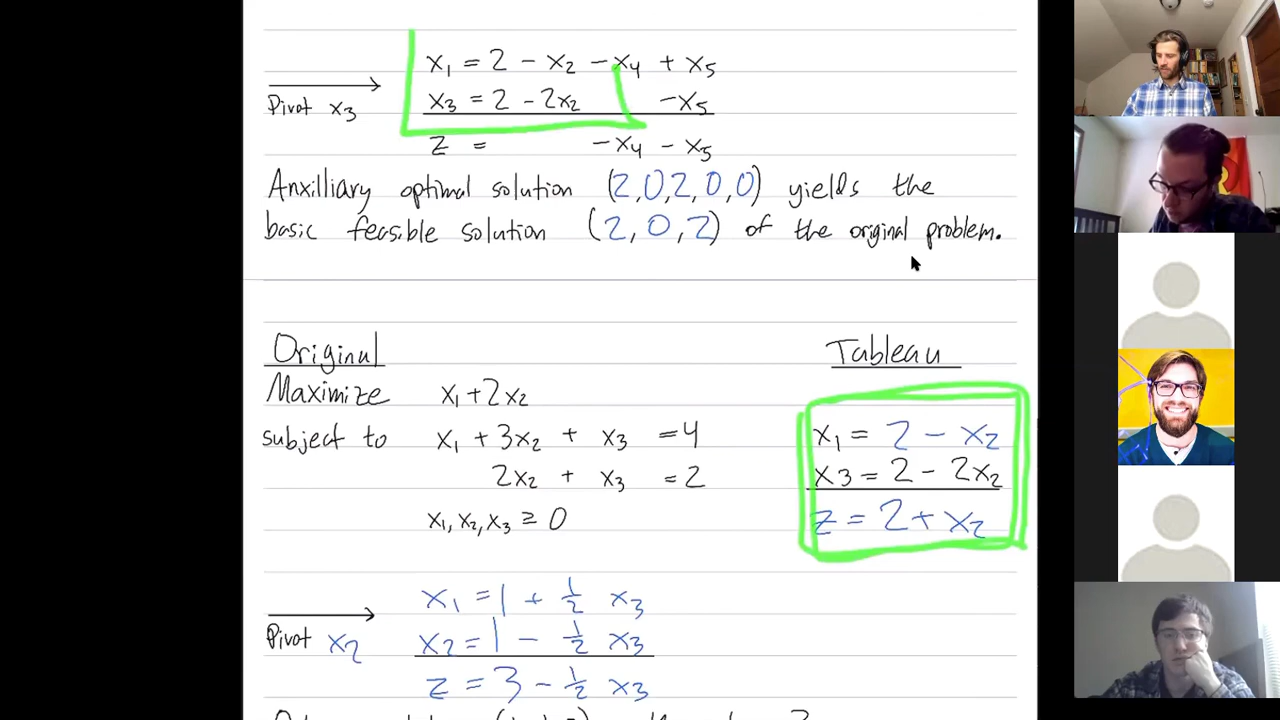 x₁ = 2 - x₂ - x₄ + x₅
Pivot x₃
x₃ = 2 - 2x₂ - x₅
z = - x₄ - x₅
Anxilliary optimal solution (2,0,2,0,0) yields the
basic feasible solution (2,0,2) of the original problem.
Original
Tableau
Maximize x₁+2x₂
subject to x₁ + 3x₂ + x₃ = 4
2x₂ + x₃ = 2
x₁, x₂, x₃ ≥ 0
x₁ = 2 - x₂
x3 = 2 - 2x₂
z = 2 + x₂
Pivot x₂
x₁ = 1 + ½ x₃
x₂ = 1 - ½ x₃
z = 3 - ½ x₃